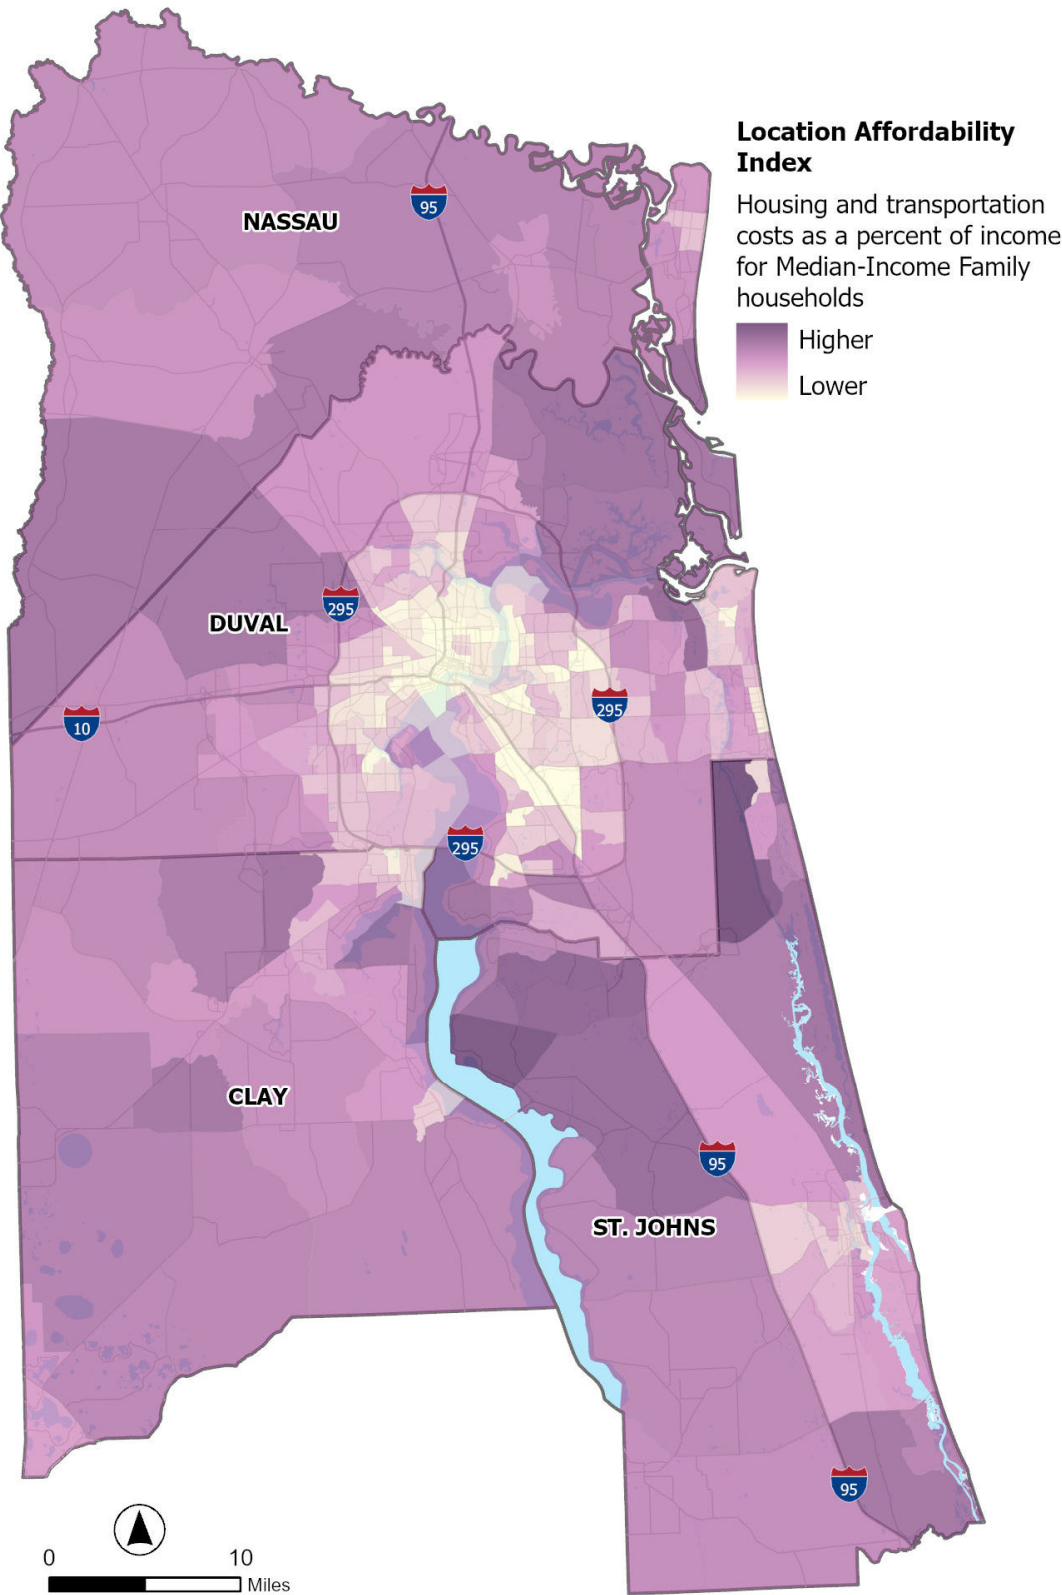 Location Affordability
Index
Housing and transportation
costs as a percent of income
for Median-Income Family
households
Higher
Lower
95
NASSAU
295
DUVAL
295
10
295
CLAY
95
ST. JOHNS
95
0 10
Miles